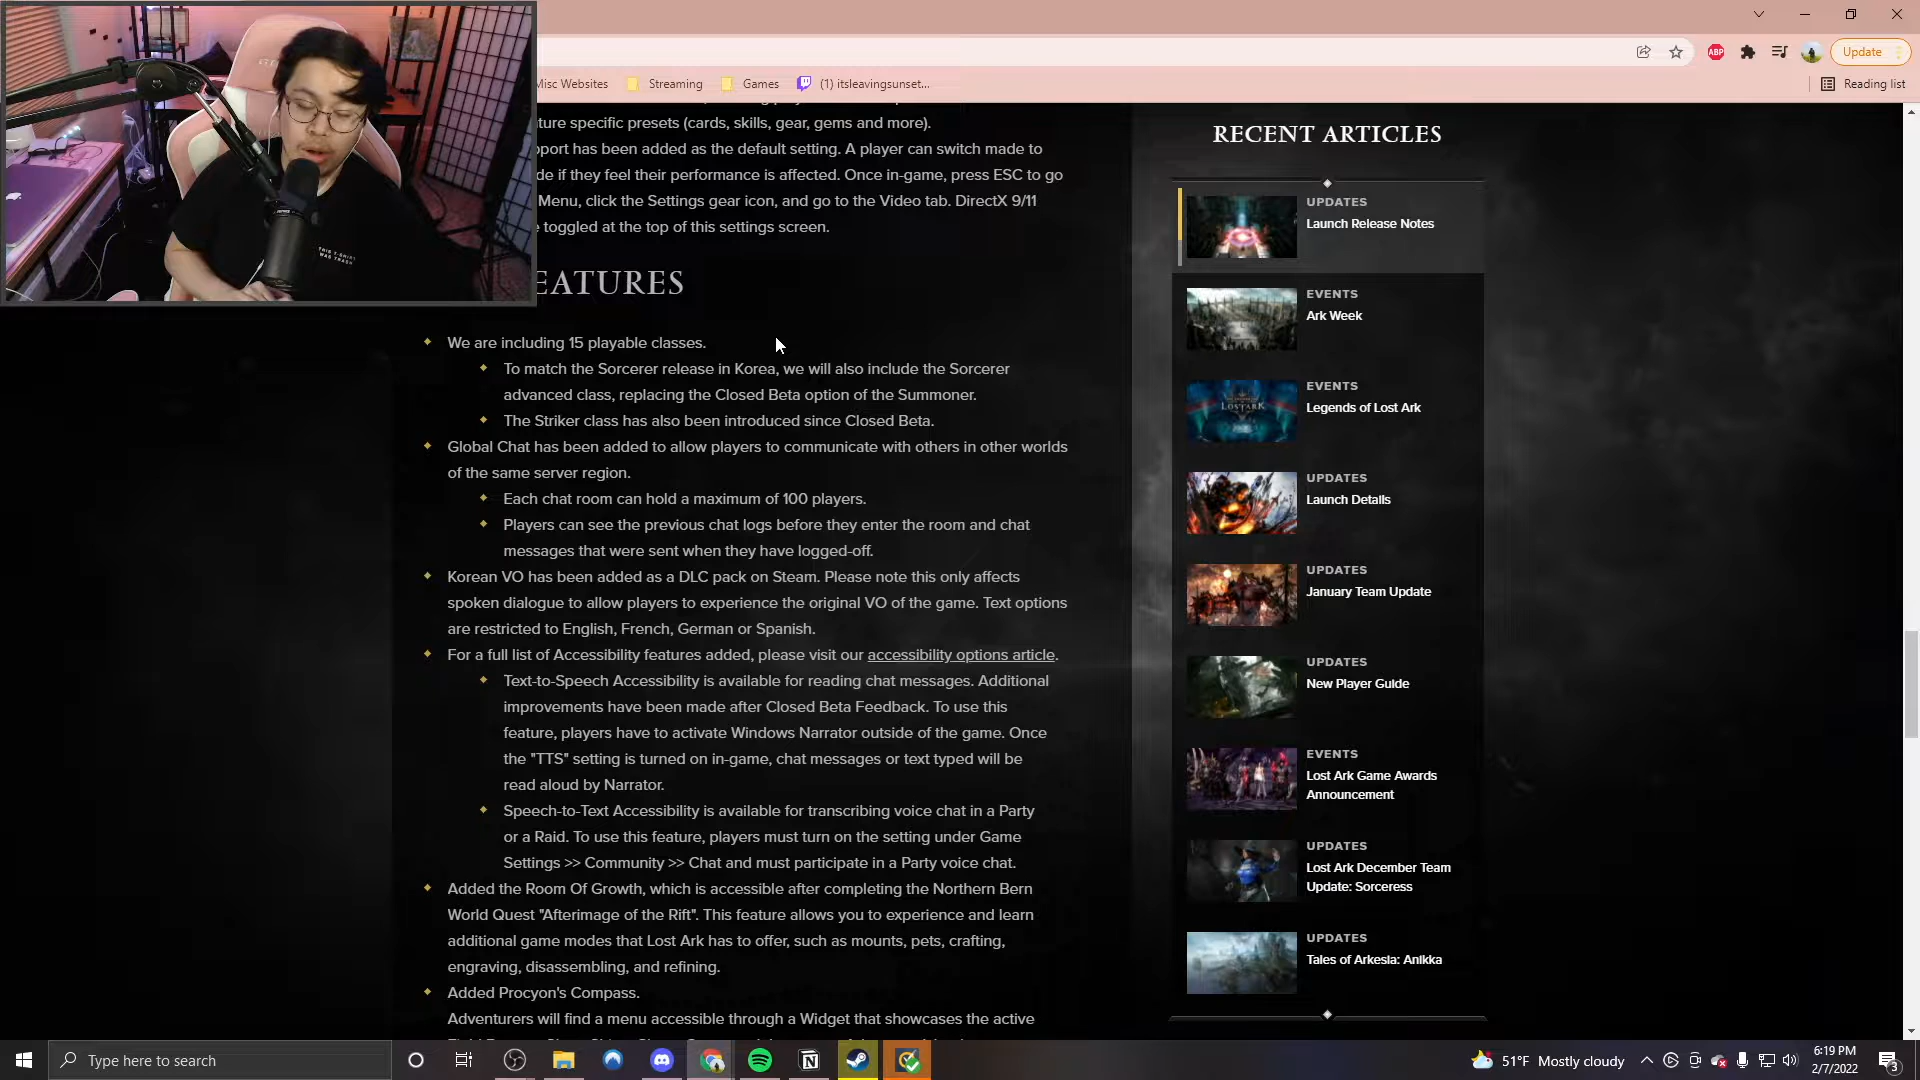 Update
Misc Websites
Streaming
Games
(1) itsleavingsunset...
Reading list
ture specific presets (cards, skills, gear, gems and more).
pport has been added as the default setting. A player can switch made to
de if they feel their performance is affected. Once in-game, press ESC to go
Menu, click the Settings gear icon, and go to the Video tab. DirectX 9/11
e toggled at the top of this settings screen.
EATURES
We are including 15 playable classes.
To match the Sorcerer release in Korea, we will also include the Sorcerer
advanced class, replacing the Closed Beta option of the Summoner.
The Striker class has also been introduced since Closed Beta.
Global Chat has been added to allow players to communicate with others in other worlds
of the same server region.
Each chat room can hold a maximum of 100 players.
Players can see the previous chat logs before they enter the room and chat
messages that were sent when they have logged-off.
Korean VO has been added as a DLC pack on Steam. Please note this only affects
spoken dialogue to allow players to experience the original VO of the game. Text options
are restricted to English, French, German or Spanish.
For a full list of Accessibility features added, please visit our accessibility options article.
Text-to-Speech Accessibility is available for reading chat messages. Additional
improvements have been made after Closed Beta Feedback. To use this
feature, players have to activate Windows Narrator outside of the game. Once
the "TTS" setting is turned on in-game, chat messages or text typed will be
read aloud by Narrator.
Speech-to-Text Accessibility is available for transcribing voice chat in a Party
or a Raid. To use this feature, players must turn on the setting under Game
Settings >> Community >> Chat and must participate in a Party voice chat.
Added the Room Of Growth, which is accessible after completing the Northern Bern
World Quest "Afterimage of the Rift". This feature allows you to experience and learn
additional game modes that Lost Ark has to offer, such as mounts, pets, crafting,
engraving, disassembling, and refining.
Added Procyon's Compass.
Adventurers will find a menu accessible through a Widget that showcases the active
RECENT ARTICLES
UPDATES
Launch Release Notes
EVENTS
Ark Week
EVENTS
Legends of Lost Ark
UPDATES
Launch Details
UPDATES
January Team Update
UPDATES
New Player Guide
EVENTS
Lost Ark Game Awards
Announcement
UPDATES
Lost Ark December Team
Update: Sorceress
UPDATES
Tales of Arkesia: Anikka
THIS T-SHIRT
WAS TRASH
LOST ARK
ABP
Type here to search
51°F Mostly cloudy
6:19 PM
2/7/2022
3